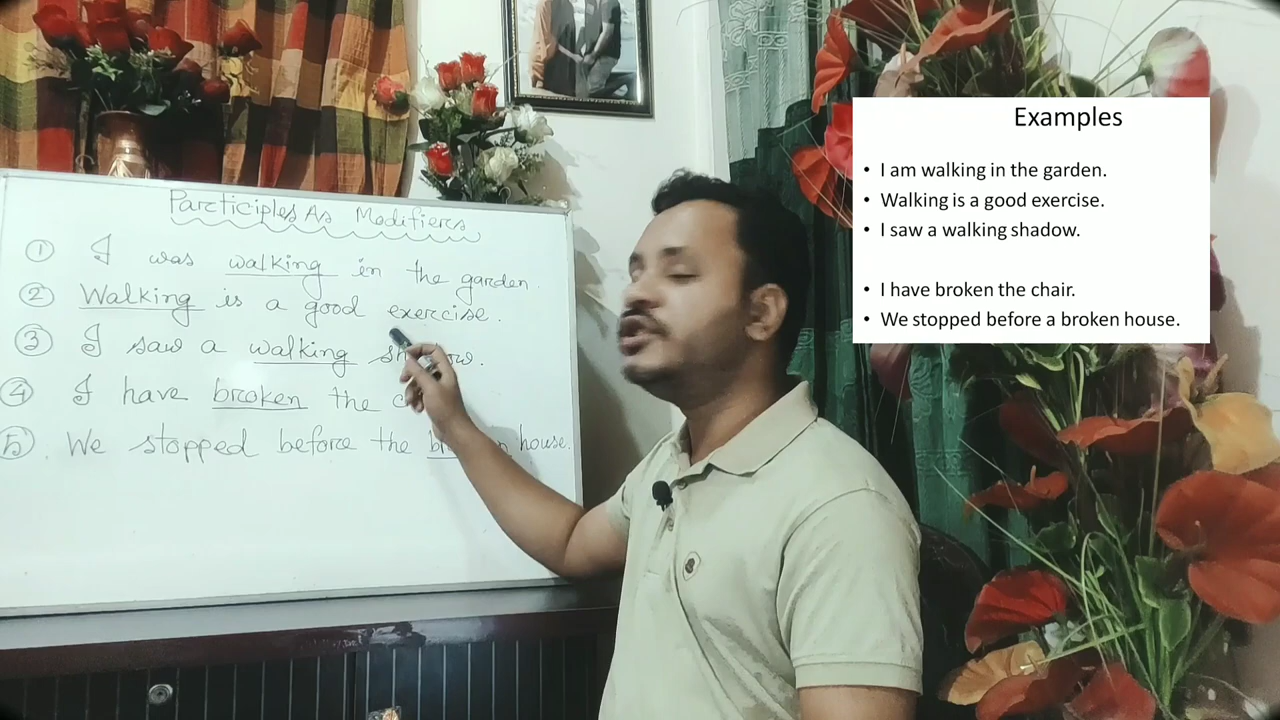 Participles As Modifiers
① I was walking in the garden.
② Walking is a good exercise.
③ I saw a walking
④ I have broken the
⑤ We stopped before the house.
Examples
• I am walking in the garden.
• Walking is a good exercise.
• I saw a walking shadow.
• I have broken the chair.
• We stopped before a broken house.